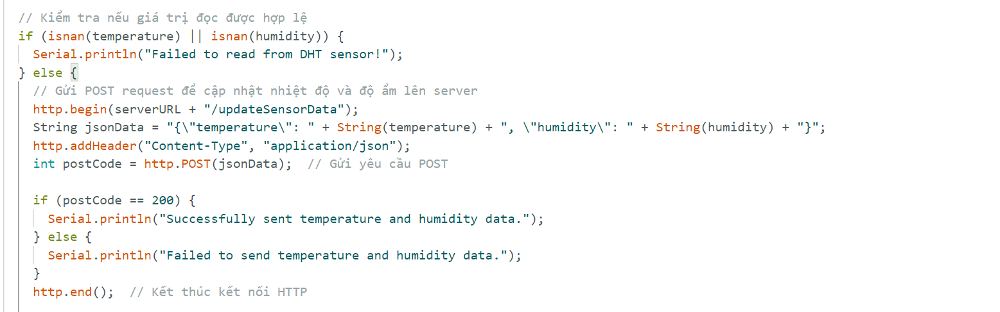 // Kiểm tra nếu giá trị đọc được hợp lệ
if (isnan(temperature) || isnan(humidity)) {
  Serial.println("Failed to read from DHT sensor!");
} else {
  // Gửi POST request để cập nhật nhiệt độ và độ ẩm lên server
  http.begin(serverURL + "/updateSensorData");
  String jsonData = "{\"temperature\": " + String(temperature) + ", \"humidity\": " + String(humidity) + "}";
  http.addHeader("Content-Type", "application/json");
  int postCode = http.POST(jsonData);  // Gửi yêu cầu POST
  if (postCode == 200) {
    Serial.println("Successfully sent temperature and humidity data.");
  } else {
    Serial.println("Failed to send temperature and humidity data.");
  }
  http.end();  // Kết thúc kết nối HTTP